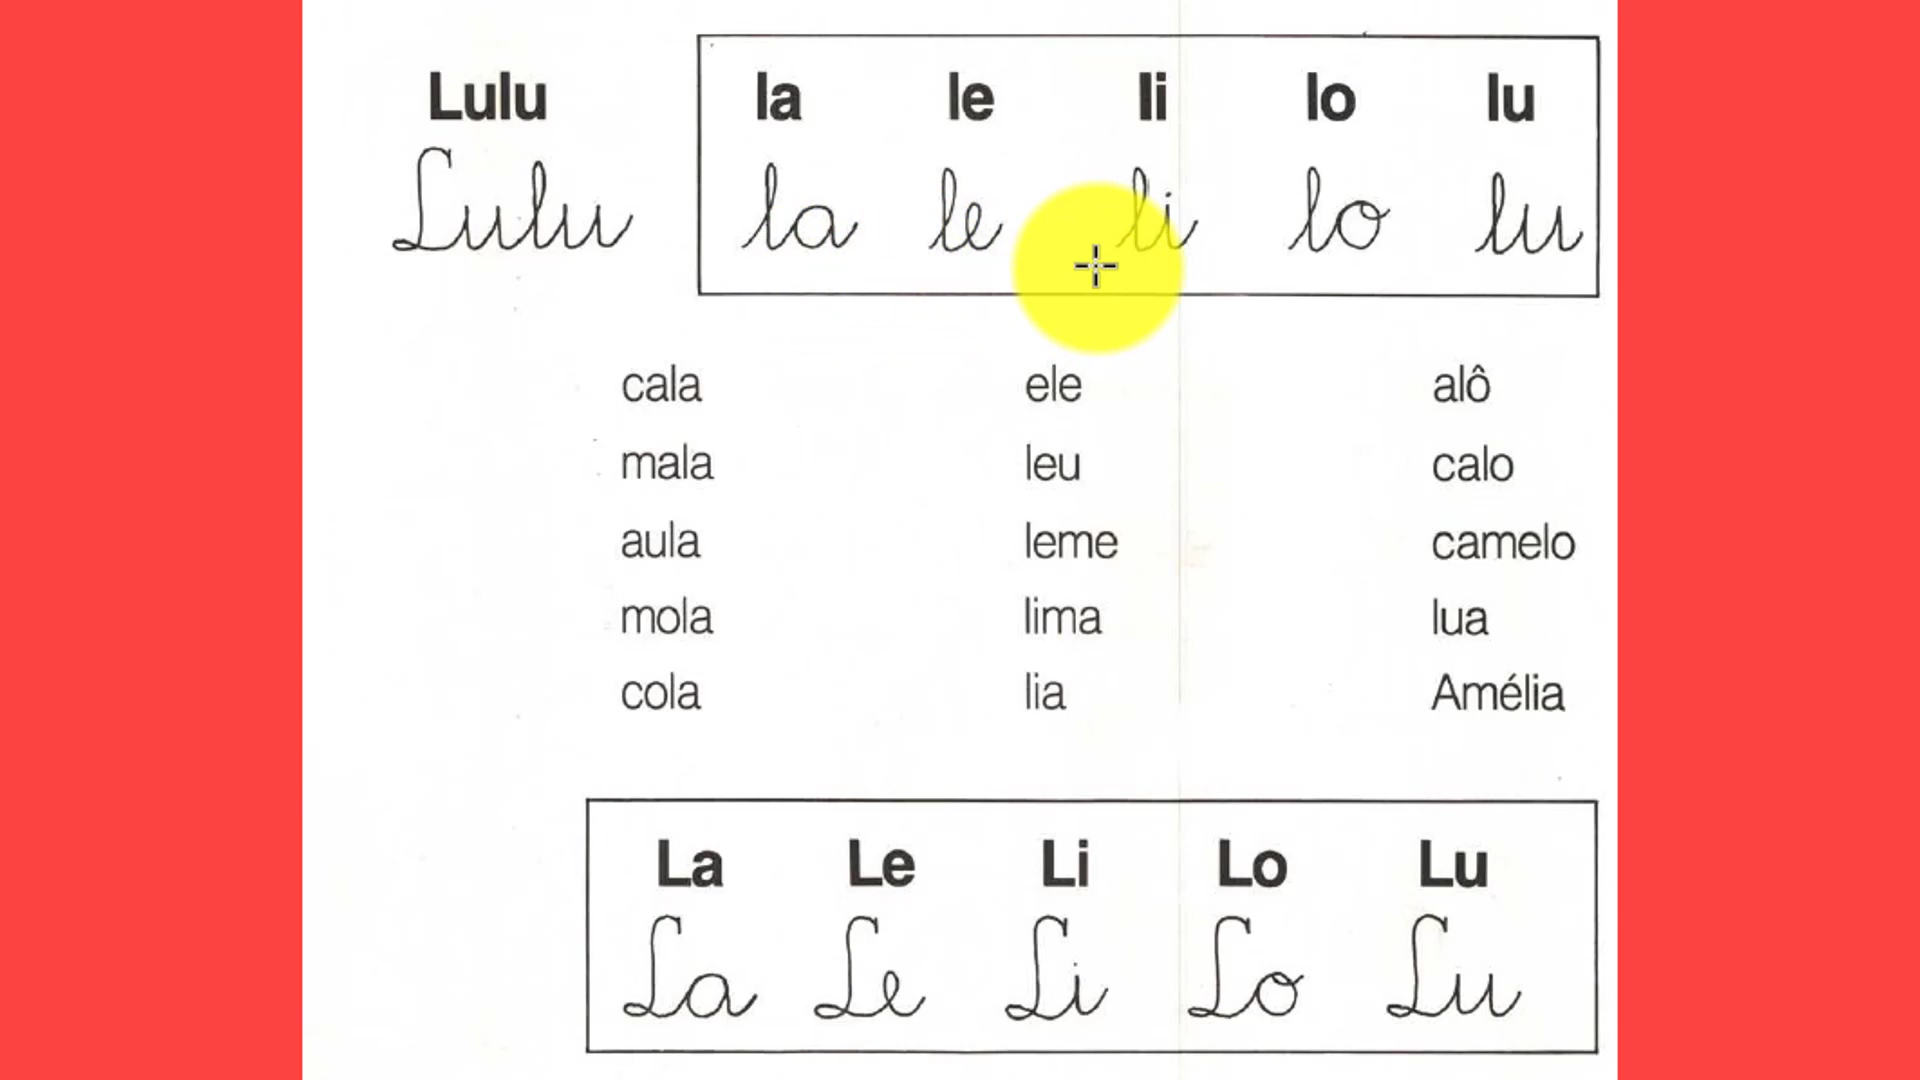 Lulu la le li lo lu
Lulu la le li lo lu
cala ele alô
mala leu calo
aula leme camelo
mola lima lua
cola lia Amélia
La Le Li Lo Lu
La Le Li Lo Lu